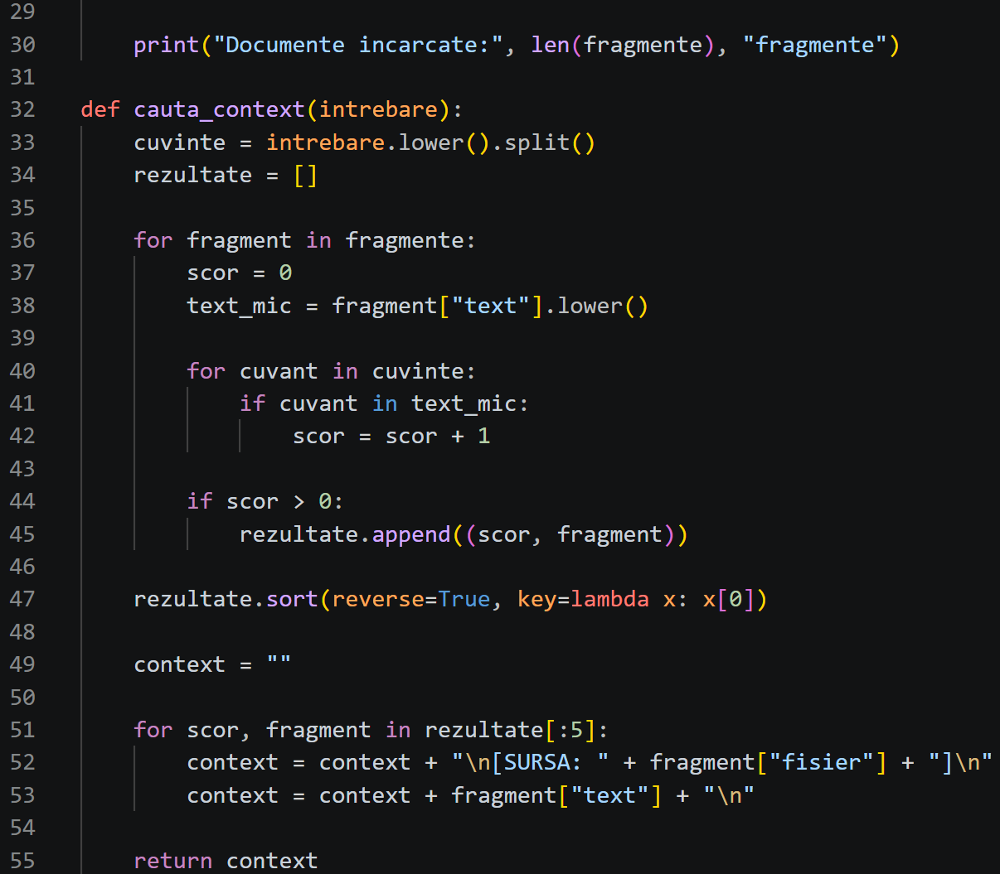 29
30 print("Documente incarcate:", len(fragmente), "fragmente")
31
32 def cauta_context(intrebare):
33     cuvinte = intrebare.lower().split()
34     rezultate = []
35
36     for fragment in fragmente:
37         scor = 0
38         text_mic = fragment["text"].lower()
39
40         for cuvant in cuvinte:
41             if cuvant in text_mic:
42                 scor = scor + 1
43
44         if scor > 0:
45             rezultate.append((scor, fragment))
46
47     rezultate.sort(reverse=True, key=lambda x: x[0])
48
49     context = ""
50
51     for scor, fragment in rezultate[:5]:
52         context = context + "\n[SURSA: " + fragment["fisier"] + "]\n"
53         context = context + fragment["text"] + "\n"
54
55     return context